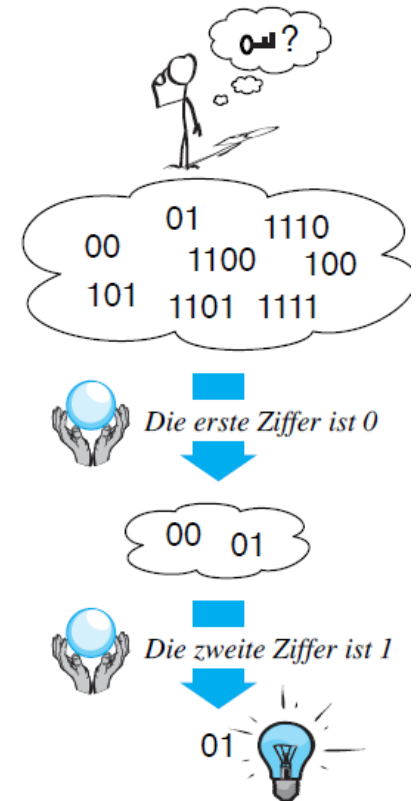 ?
01 1110
00 1100 100
101 1101 1111
Die erste Ziffer ist 0
00 01
Die zweite Ziffer ist 1
01